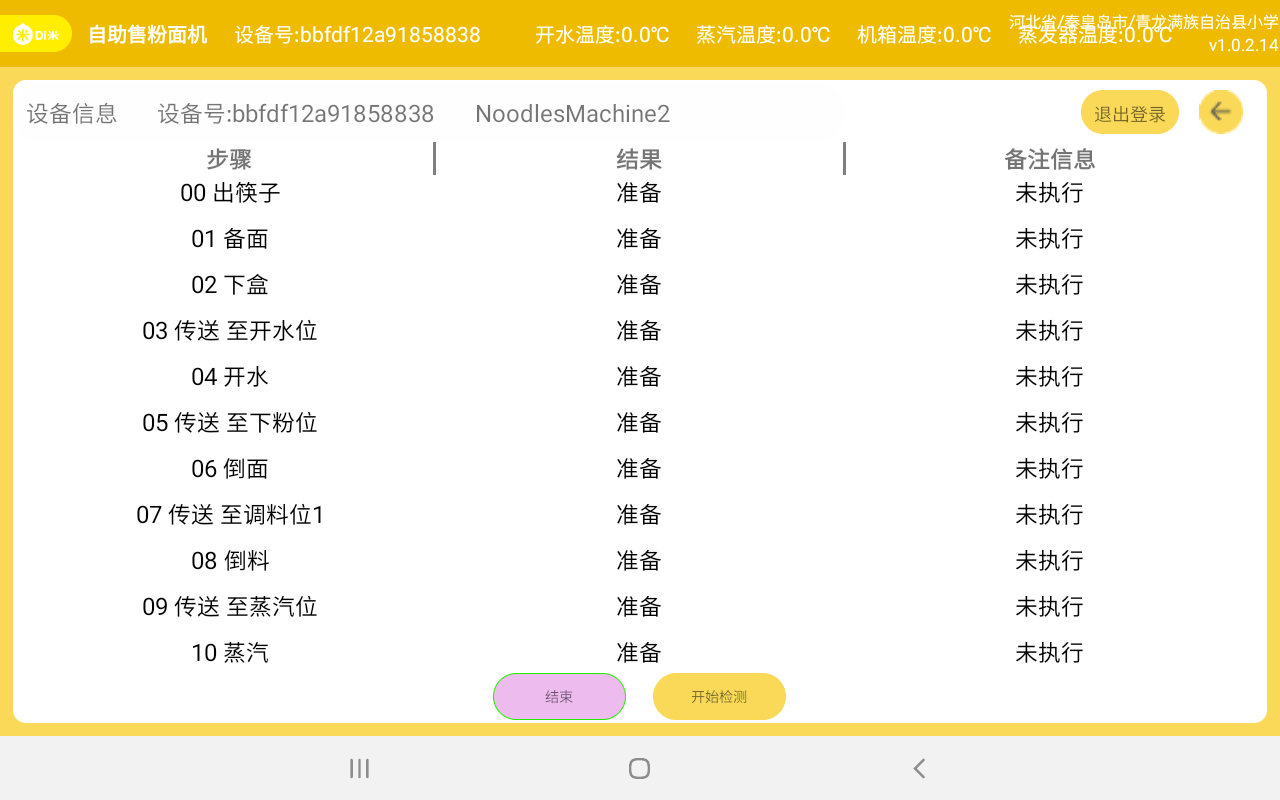 米 Di米 自助售粉面机 设备号:bbfdf12a91858838 开水温度:0.0℃ 蒸汽温度:0.0℃ 机箱温度:0.0℃ 蒸发器温度:0.0℃
河北省/秦皇岛市/青龙满族自治县小学
v1.0.2.14
设备信息 设备号:bbfdf12a91858838 NoodlesMachine2 退出登录
步骤 结果 备注信息
00 出筷子 准备 未执行
01 备面 准备 未执行
02 下盒 准备 未执行
03 传送 至开水位 准备 未执行
04 开水 准备 未执行
05 传送 至下粉位 准备 未执行
06 倒面 准备 未执行
07 传送 至调料位1 准备 未执行
08 倒料 准备 未执行
09 传送 至蒸汽位 准备 未执行
10 蒸汽 准备 未执行
结束 开始检测